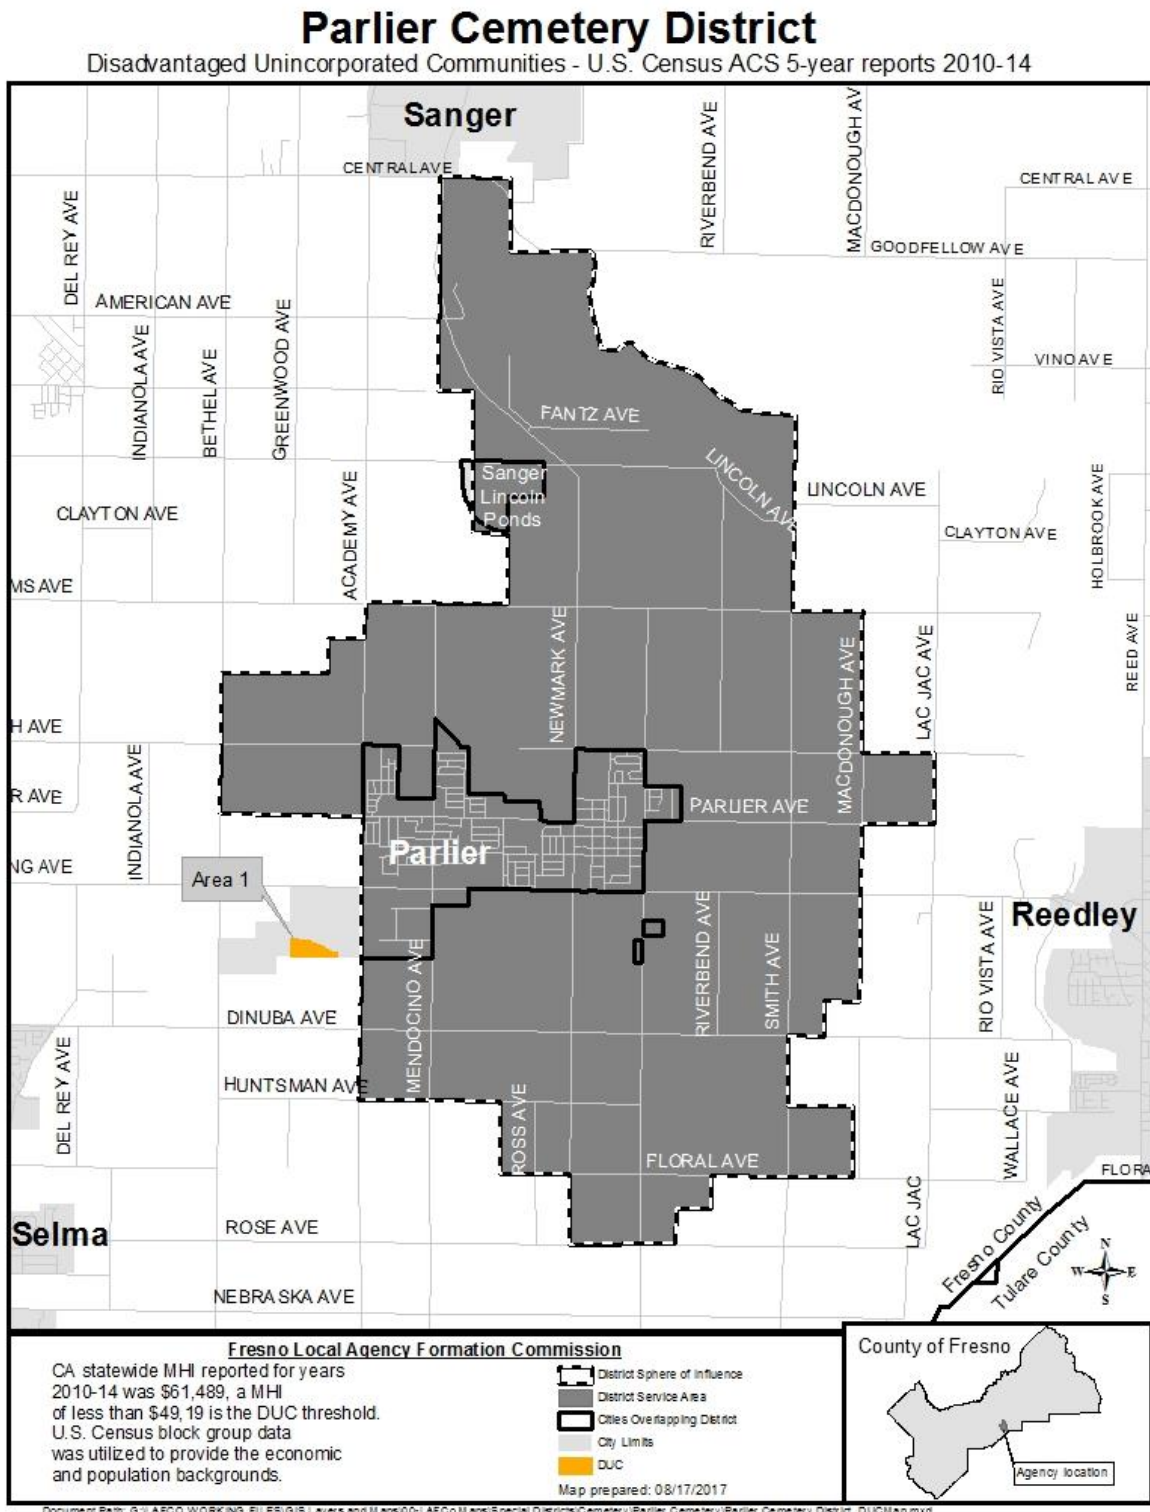 Parlier Cemetery District
Disadvantaged Unincorporated Communities - U.S. Census ACS 5-year reports 2010-14
Sanger
CENTRAL AVE
CENTRAL AVE
RIVERBEND AVE
MACDONOUGH AV
GOODFELLOW AVE
DEL REY AVE
AMERICAN AVE
INDIANOLA AVE
BETHEL AVE
GREENWOOD AVE
RIO VISTA AVE
VINO AVE
FANTZ AVE
LINCOLN AVE
LINCOLN AVE
Sanger
Lincoln
Ponds
ACADEMY AVE
CLAYTON AVE
CLAYTON AVE
HOLBROOK AVE
MS AVE
NEWMARK AVE
MACDONOUGH AVE
LAC JAC AVE
REED AVE
H AVE
R AVE
INDIANOLA AVE
PARLIER AVE
Parlier
NG AVE
Area 1
Reedley
RIVERBEND AVE
SMITH AVE
RIO VISTA AVE
MENDOCINO AVE
DINUBA AVE
DEL REY AVE
HUNTSMAN AVE
ROSS AVE
WALLACE AVE
FLORAL AVE
FLORA
LAC JAC
Selma
ROSE AVE
NEBRASKA AVE
Fresno County
Tulare County
N
W E
S
Fresno Local Agency Formation Commission
CA statewide MHI reported for years
2010-14 was $61,489, a MHI
of less than $49,19 is the DUC threshold.
U.S. Census block group data
was utilized to provide the economic
and population backgrounds.
District Sphere of Influence
District Service Area
Cities Overlapping District
City Limits
DUC
Map prepared: 08/17/2017
County of Fresno
Agency location